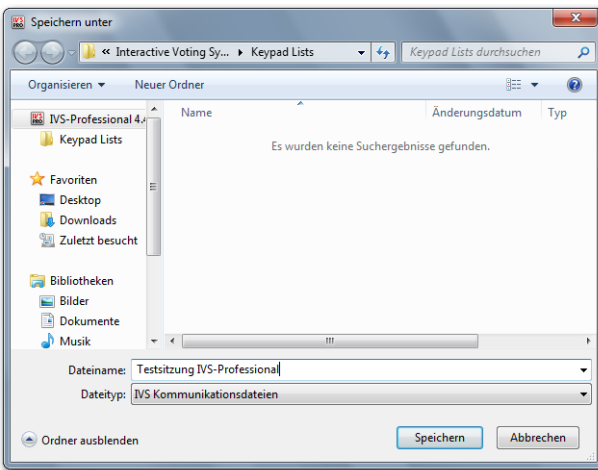 Speichern unter
« Interactive Voting Sy... Keypad Lists Keypad Lists durchsuchen
Organisieren Neuer Ordner
Name Änderungsdatum Typ
Es wurden keine Suchergebnisse gefunden.
IVS-Professional 4.
Keypad Lists
Favoriten
Desktop
Downloads
Zuletzt besucht
Bibliotheken
Bilder
Dokumente
Musik
Dateiname: Testsitzung IVS-Professional
Dateityp: IVS Kommunikationsdateien
Ordner ausblenden Speichern Abbrechen